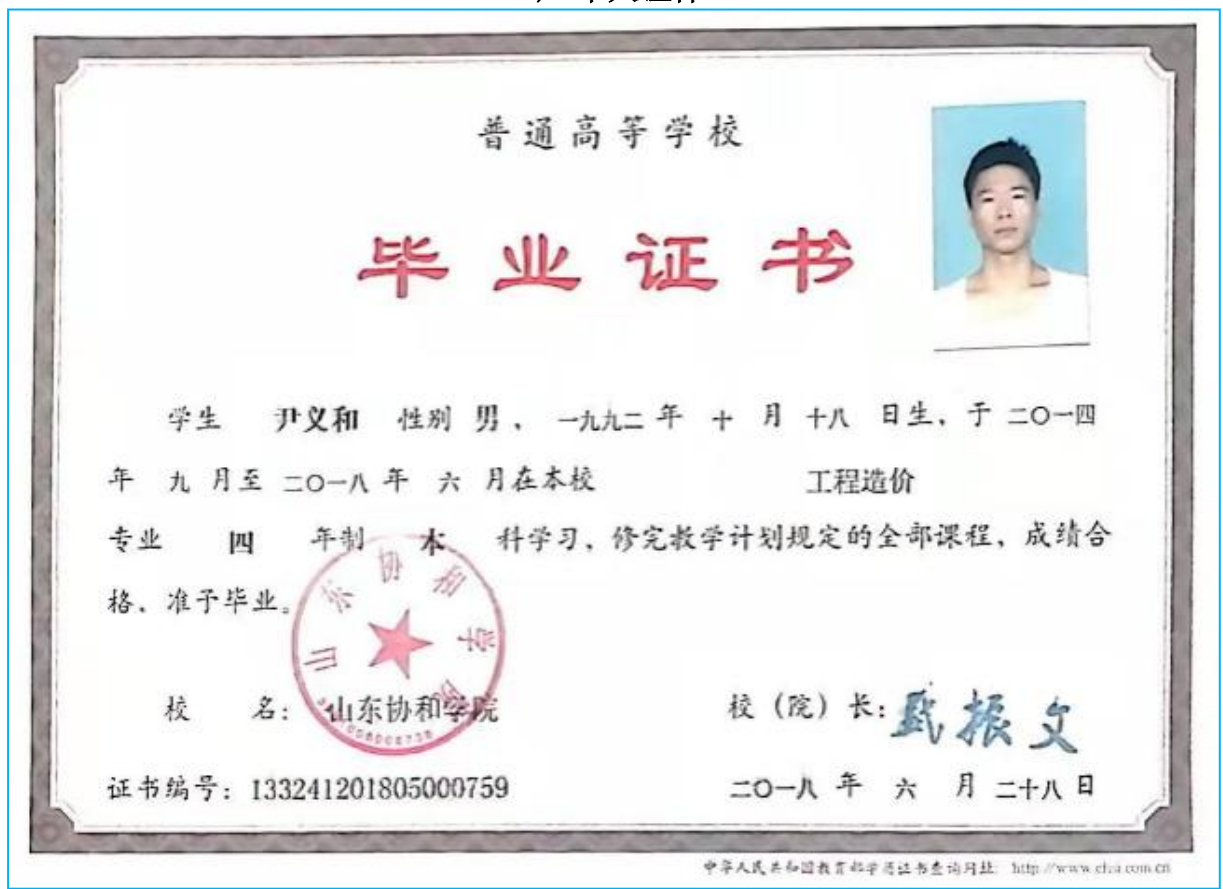 普通高等学校
毕业证书
学生 尹义和 性别 男、一九九二 年 十 月 十八 日生、于 二〇一四
年 九 月至 二〇一八 年 六 月在本校 工程造价
专业 四 年制 本 科学习、修完教学计划规定的全部课程、成绩合
格、准予毕业。
山东协和学院
校 名: 山东协和学院 校(院)长:
证书编号:133241201805000759 二〇一八 年 六 月 二十八 日
中华人民共和国教育部学历证书查询网址: http://www.chsi.com.cn